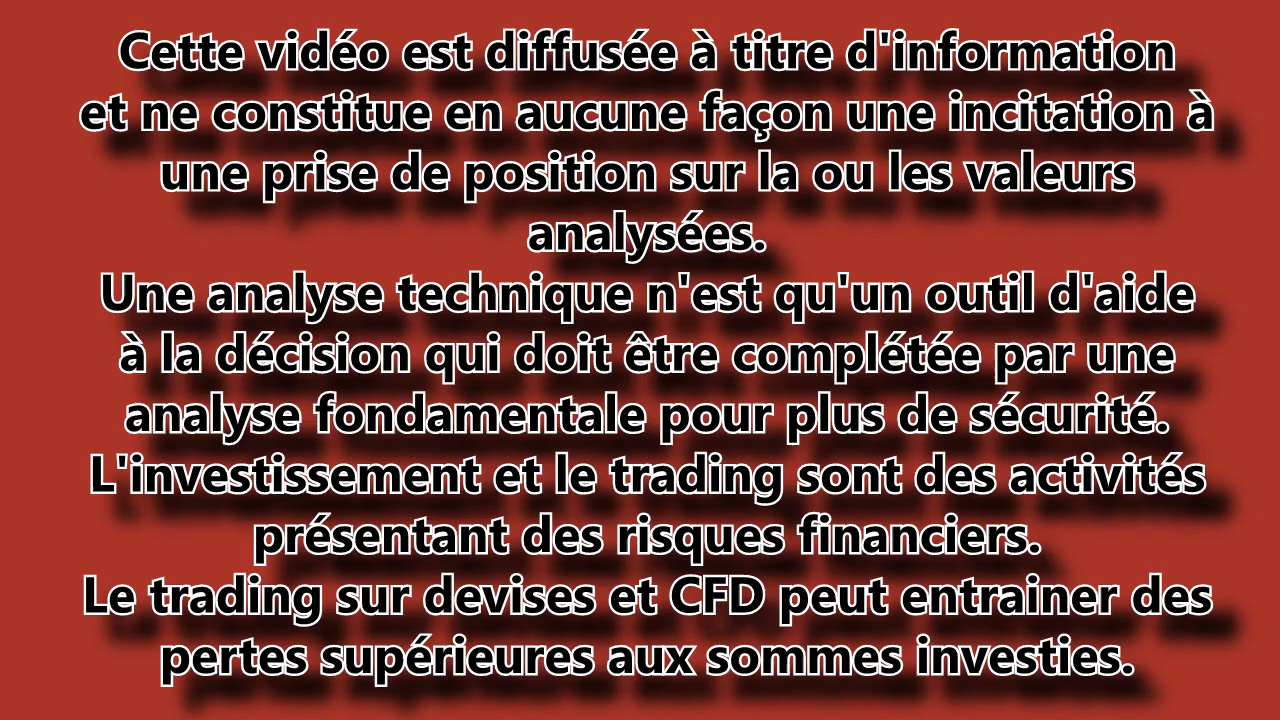 Cette vidéo est diffusée à titre d'information
et ne constitue en aucune façon une incitation à
une prise de position sur la ou les valeurs
analysées.
Une analyse technique n'est qu'un outil d'aide
à la décision qui doit être complétée par une
analyse fondamentale pour plus de sécurité.
L'investissement et le trading sont des activités
présentant des risques financiers.
Le trading sur devises et CFD peut entrainer des
pertes supérieures aux sommes investies.